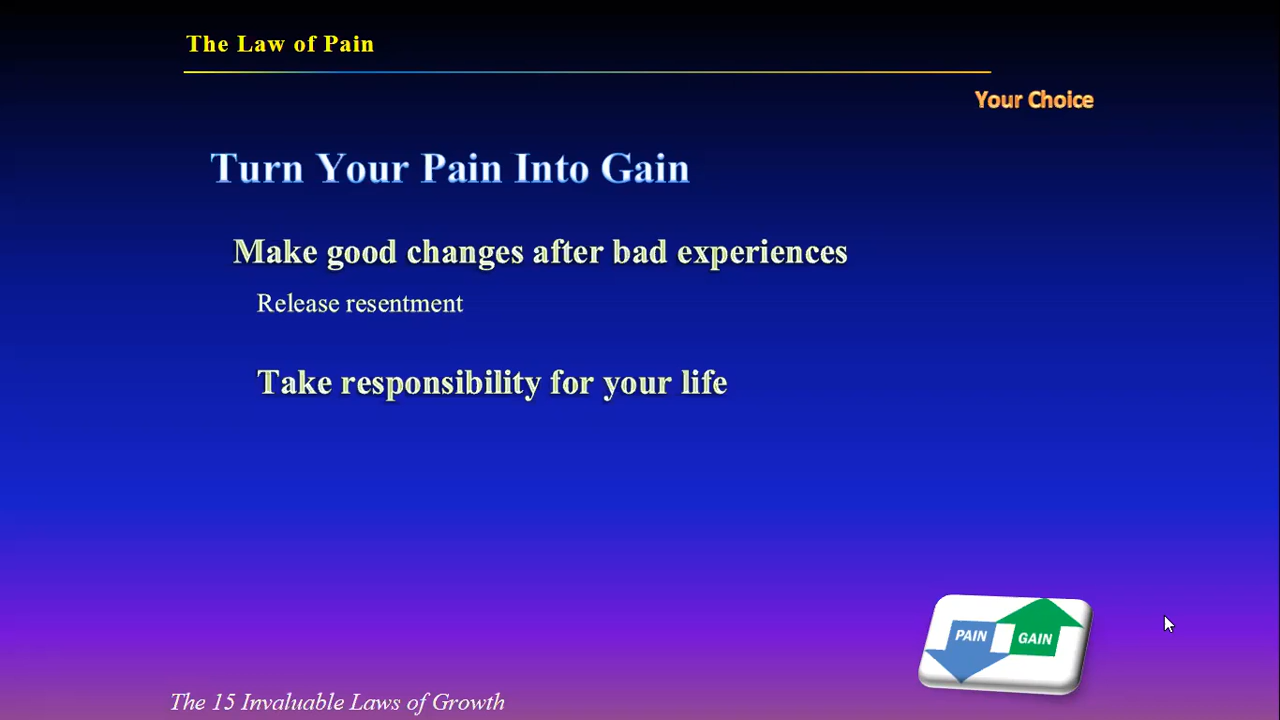 The Law of Pain
Your Choice
Turn Your Pain Into Gain
Make good changes after bad experiences
Release resentment
Take responsibility for your life
PAIN
GAIN
The 15 Invaluable Laws of Growth